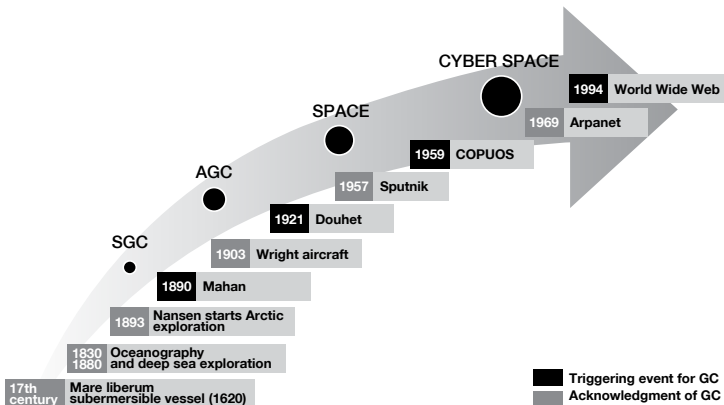 CYBER SPACE
1994 World Wide Web
1969 Arpanet
SPACE
1959 COPUOS
1957 Sputnik
AGC
1921 Douhet
1903 Wright aircraft
SGC
1890 Mahan
1893 Nansen starts Arctic
exploration
1830 Oceanography
1880 and deep sea exploration
17th Mare liberum
century submersible vessel (1620)
Triggering event for GC
Acknowledgment of GC